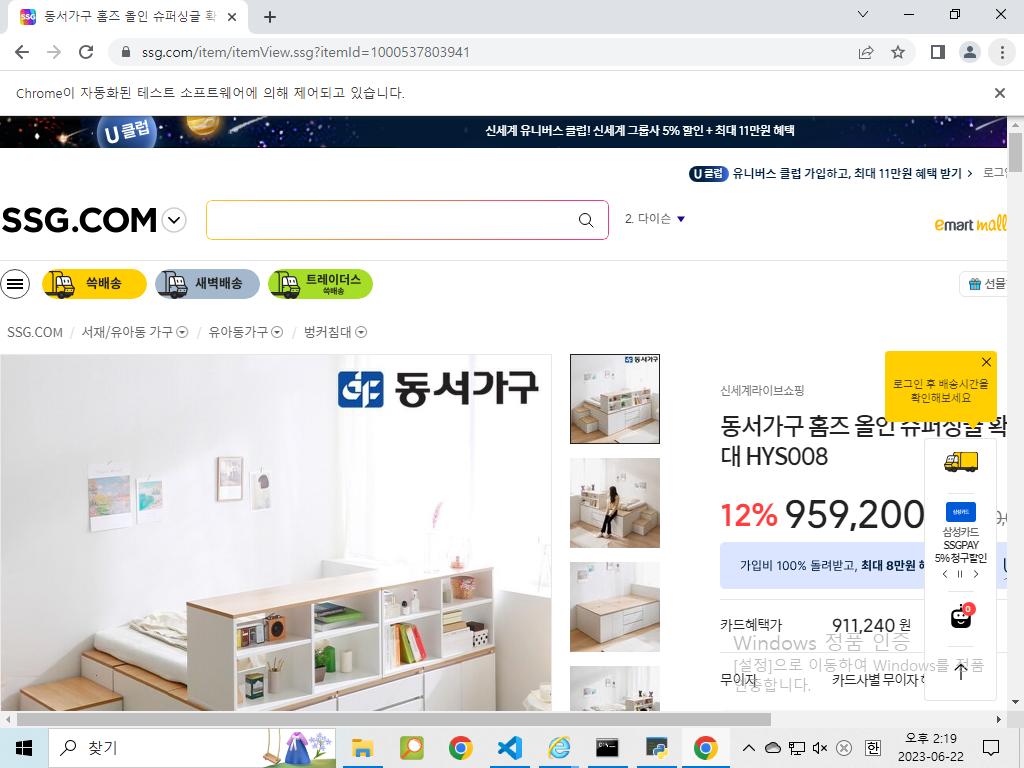 SSG
동서가구 홈즈 올인 슈퍼싱글 확
ssg.com/item/itemView.ssg?itemId=1000537803941
Chrome이 자동화된 테스트 소프트웨어에 의해 제어되고 있습니다.
U 클럽
신세계 유니버스 클럽! 신세계 그룹사 5% 할인 + 최대 11만원 혜택
U 클럽 유니버스 클럽 가입하고, 최대 11만원 혜택 받기
로그인
SSG.COM
2. 다이슨
emart mall
쓱배송
새벽배송
트레이더스
쓱배송
선물
SSG.COM / 서재/유아동 가구 / 유아동가구 / 벙커침대
동서가구
동서가구
신세계라이브쇼핑
로그인 후 배송시간을
확인해보세요
동서가구 홈즈 올인 슈퍼싱글 확
대 HYS008
12% 959,200
가입비 100% 돌려받고, 최대 8만원 혜
삼성카드
삼성카드
SSGPAY
5% 청구할인
0
카드혜택가
911,240 원
무이자
카드사별 무이자
Windows 정품 인증
[설정]으로 이동하여 Windows를 정품
인증합니다.
찾기
한
오후 2:19
2023-06-22